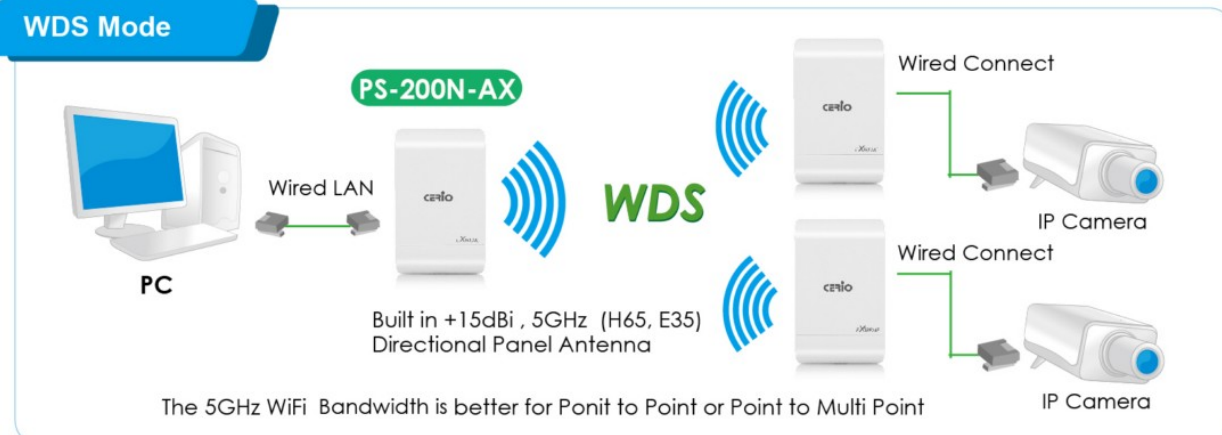 WDS Mode
PS-200N-AX
Wired Connect
CERIO
IP Camera
Wired LAN
CERIO
WDS
PC
Wired Connect
CERIO
IP Camera
Built in +15dBi , 5GHz (H65, E35)
Directional Panel Antenna
The 5GHz WiFi Bandwidth is better for Ponit to Point or Point to Multi Point